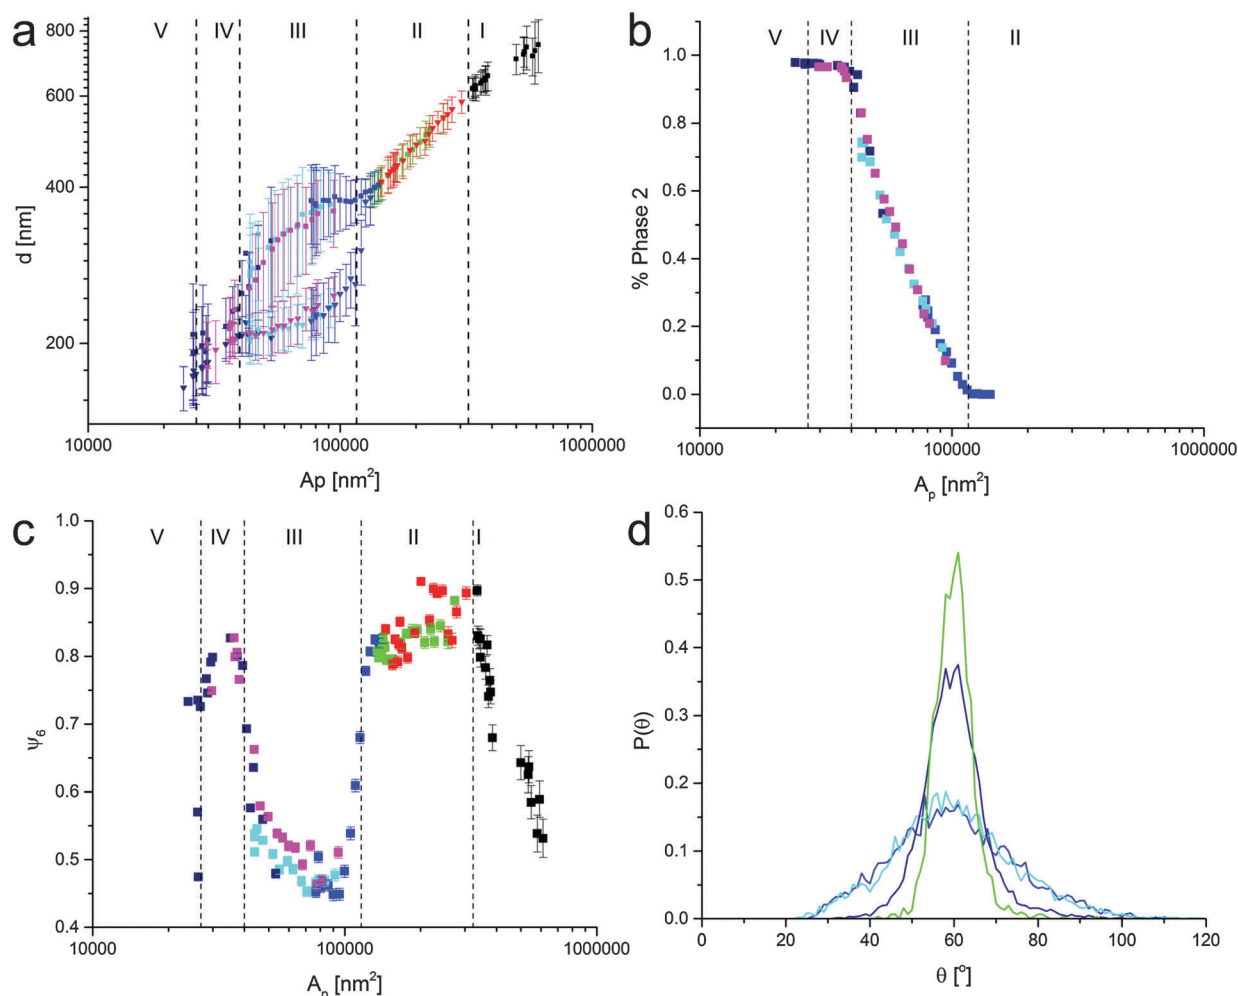 a
V IV III II I
800
600
400
200
d [nm]
10000 100000 1000000
Ap [nm²]
b
V IV III II
1.0
0.8
0.6
0.4
0.2
0.0
% Phase 2
10000 100000 1000000
Aₚ [nm²]
c
V IV III II I
1.0
0.9
0.8
0.7
0.6
0.5
0.4
ψ₆
10000 100000 1000000
Aₚ [nm²]
d
0.6
0.5
0.4
0.3
0.2
0.1
0.0
P(θ)
0 20 40 60 80 100 120
θ [º]